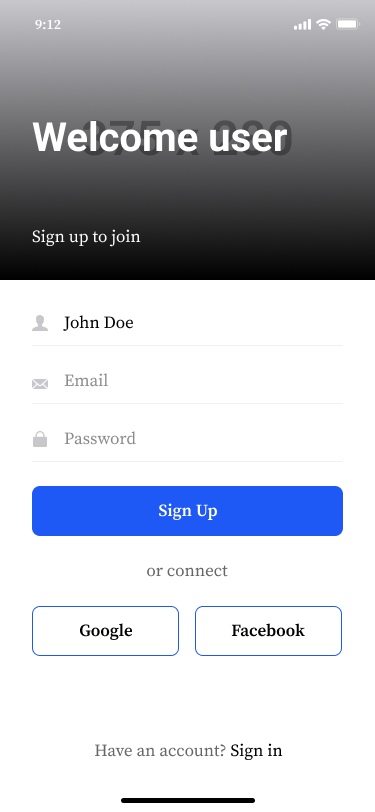 9:12
Welcome user
Sign up to join
John Doe
Email
Password
Sign Up
or connect
Google
Facebook
Have an account? Sign in